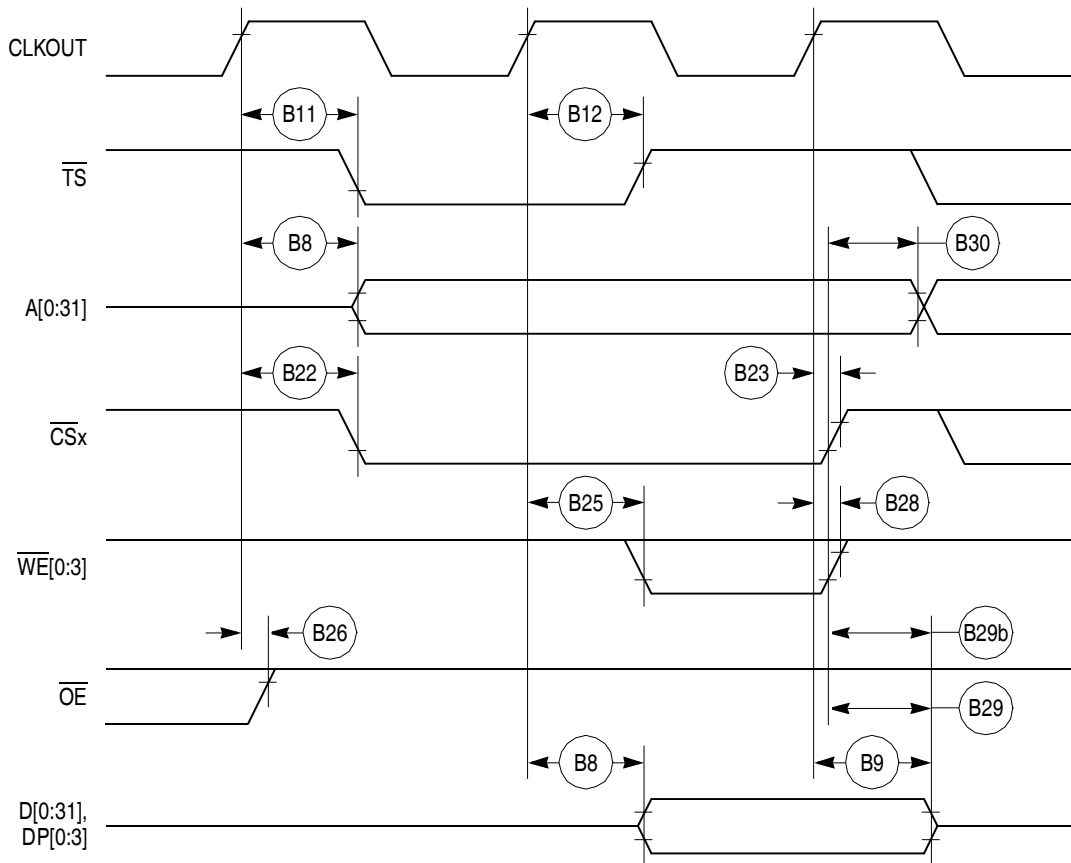 CLKOUT
B11
B12
TS
B8
B30
A[0:31]
B22
B23
CSx
B25
B28
WE[0:3]
B26
B29b
OE
B29
B8
B9
D[0:31],
DP[0:3]